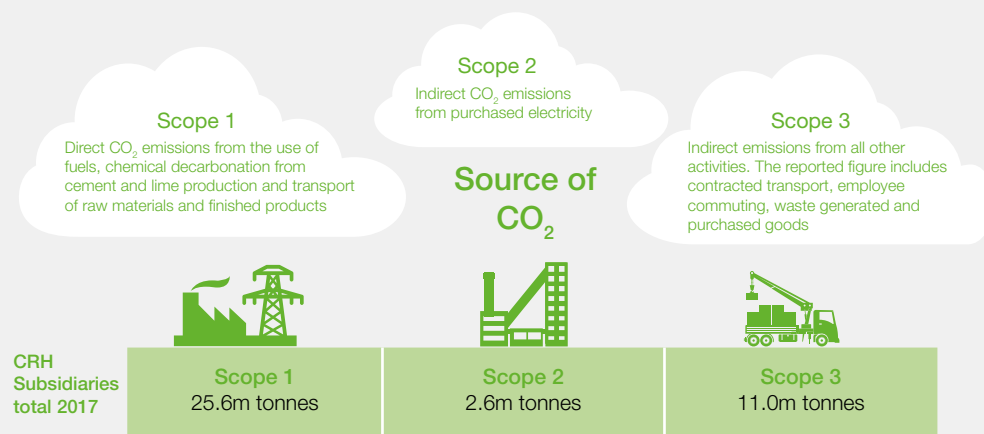 Scope 1
Direct CO₂ emissions from the use of
fuels, chemical decarbonation from
cement and lime production and transport
of raw materials and finished products
Scope 2
Indirect CO₂ emissions
from purchased electricity
Scope 3
Indirect emissions from all other
activities. The reported figure includes
contracted transport, employee
commuting, waste generated and
purchased goods
Source of
CO₂
CRH
Subsidiaries
total 2017
Scope 1
25.6m tonnes
Scope 2
2.6m tonnes
Scope 3
11.0m tonnes